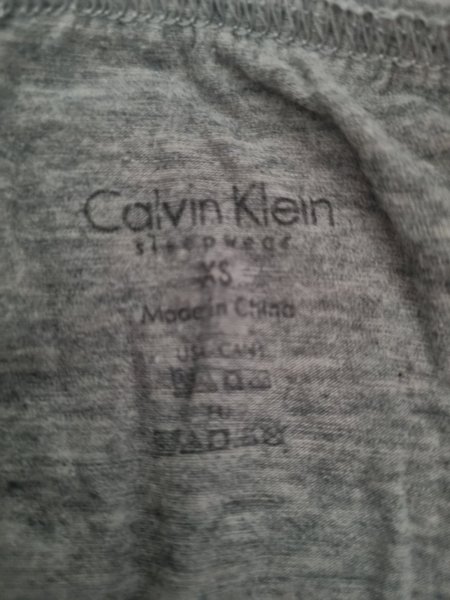 Calvin Klein
sleepwear
XS
Made in China